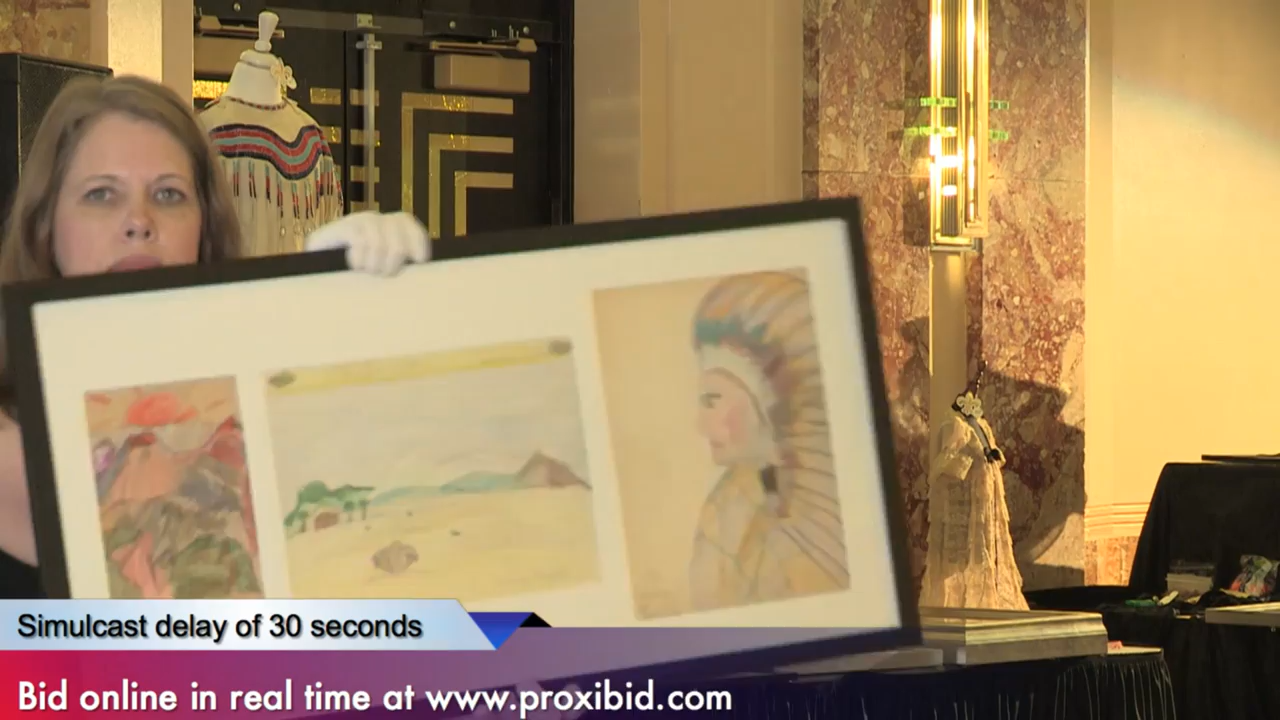 Simulcast delay of 30 seconds
Bid online in real time at www.proxibid.com